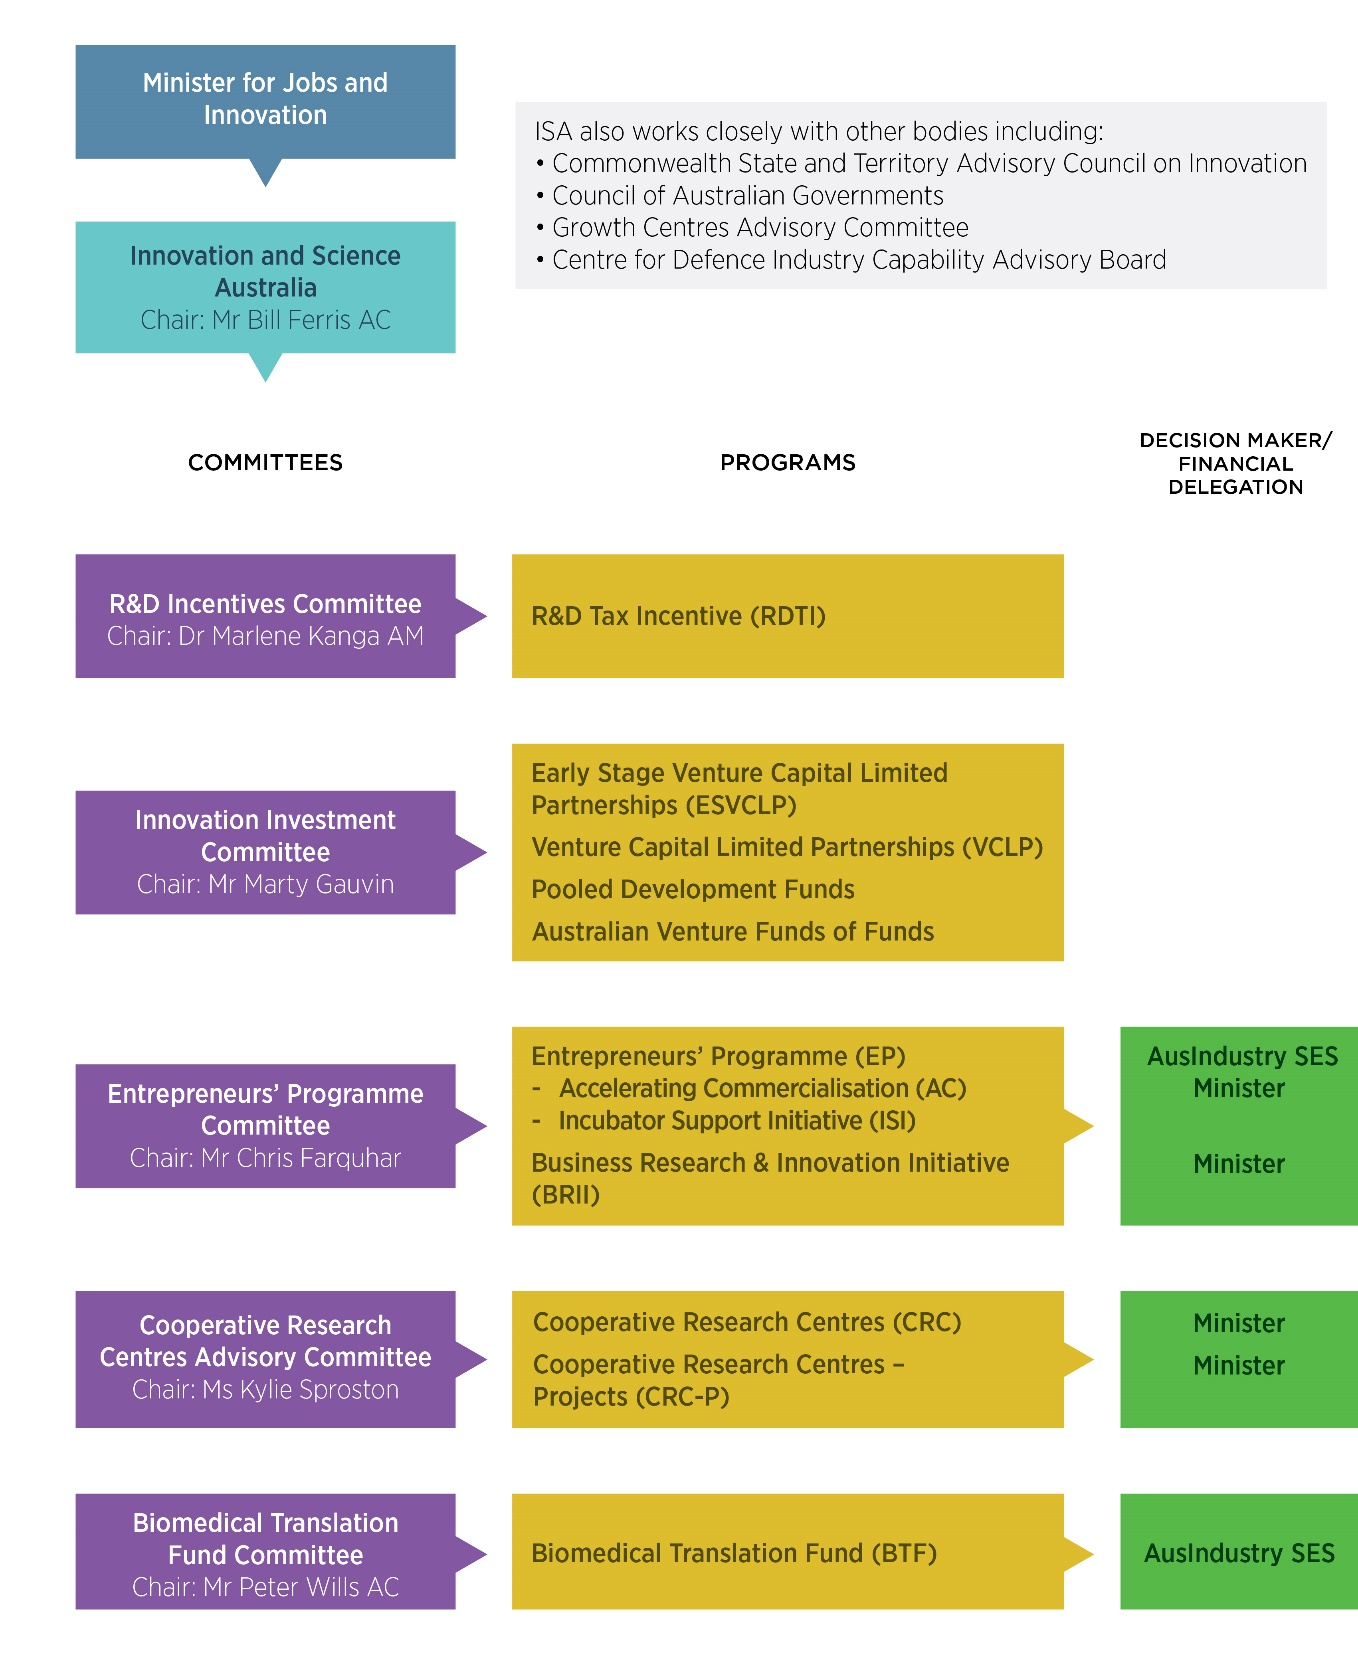 Minister for Jobs and
Innovation
ISA also works closely with other bodies including:
• Commonwealth State and Territory Advisory Council on Innovation
• Council of Australian Governments
• Growth Centres Advisory Committee
• Centre for Defence Industry Capability Advisory Board
Innovation and Science
Australia
Chair: Mr Bill Ferris AC
COMMITTEES
PROGRAMS
DECISION MAKER/
FINANCIAL
DELEGATION
R&D Incentives Committee
Chair: Dr Marlene Kanga AM
R&D Tax Incentive (RDTI)
Innovation Investment
Committee
Chair: Mr Marty Gauvin
Early Stage Venture Capital Limited
Partnerships (ESVCLP)
Venture Capital Limited Partnerships (VCLP)
Pooled Development Funds
Australian Venture Funds of Funds
Entrepreneurs’ Programme
Committee
Chair: Mr Chris Farquhar
Entrepreneurs’ Programme (EP)
- Accelerating Commercialisation (AC)
- Incubator Support Initiative (ISI)
Business Research & Innovation Initiative
(BRII)
AusIndustry SES
Minister
Minister
Cooperative Research
Centres Advisory Committee
Chair: Ms Kylie Sproston
Cooperative Research Centres (CRC)
Cooperative Research Centres –
Projects (CRC-P)
Minister
Minister
Biomedical Translation
Fund Committee
Chair: Mr Peter Wills AC
Biomedical Translation Fund (BTF)
AusIndustry SES